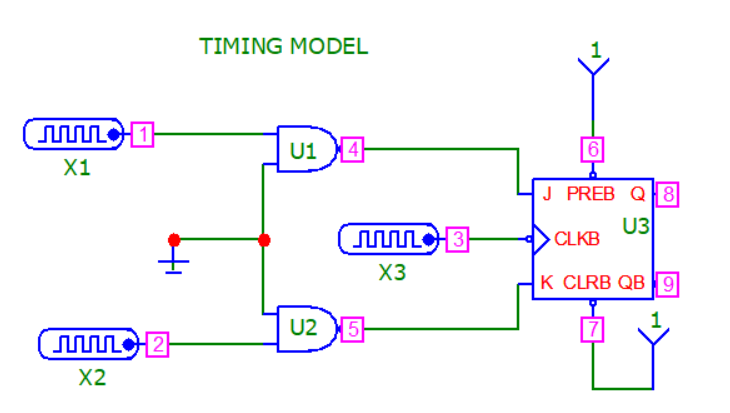 TIMING MODEL
1
1
X1
U1
4
6
J PREB Q
8
U3
3
CLKB
X3
K CLRB QB
9
2
X2
U2
5
7
1